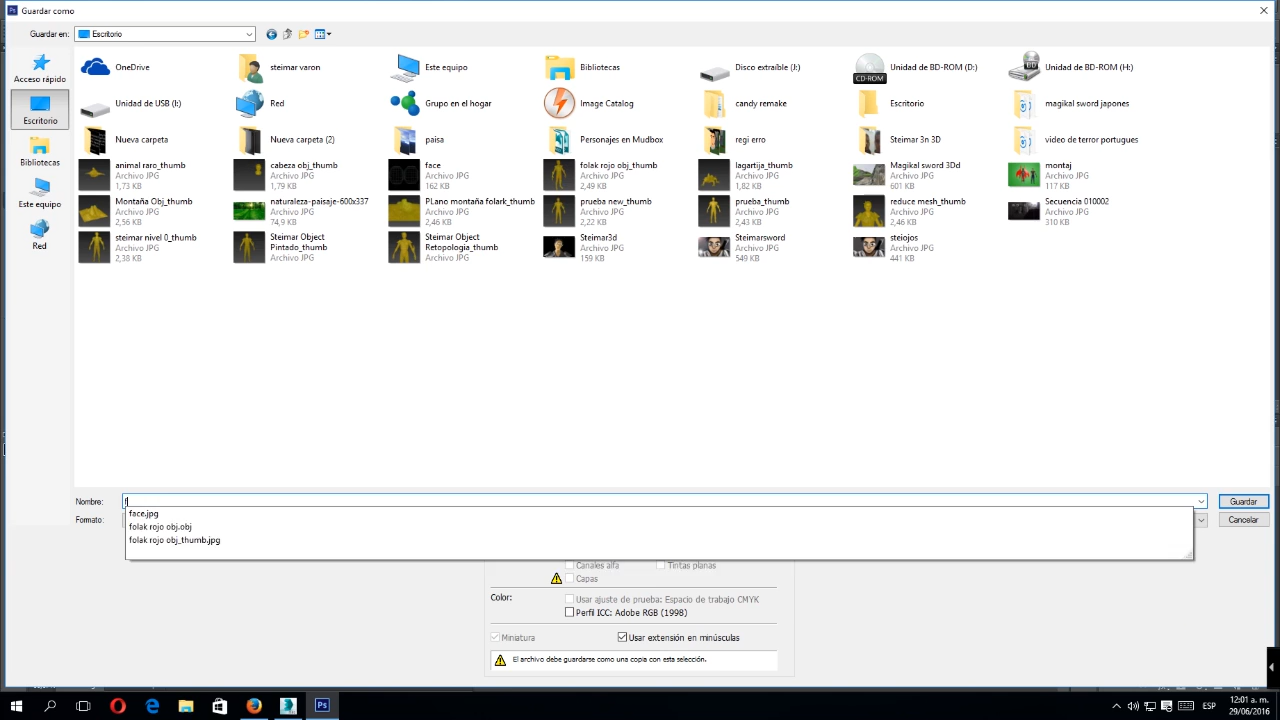 Guardar como
Guardar en: Escritorio
Acceso rápido
Escritorio
Bibliotecas
Este equipo
Red
OneDrive
steimar varon
Este equipo
Bibliotecas
Disco extraíble (J:)
Unidad de BD-ROM (D:)
Unidad de BD-ROM (H:)
Unidad de USB (I:)
Red
Grupo en el hogar
Image Catalog
candy remake
Escritorio
magikal sword japones
Nueva carpeta
Nueva carpeta (2)
paisa
Personajes en Mudbox
regi erro
Steimar 3n 3D
video de terror portugues
animal raro_thumb
Archivo JPG
1,73 KB
cabeza obj_thumb
Archivo JPG
1,79 KB
face
Archivo JPG
162 KB
folak rojo obj_thumb
Archivo JPG
2,49 KB
lagartija_thumb
Archivo JPG
1,82 KB
Magikal sword 3Dd
Archivo JPG
601 KB
montaj
Archivo JPG
117 KB
Montaña Obj_thumb
Archivo JPG
2,56 KB
naturaleza-paisaje-600x337
Archivo JPG
74,9 KB
PLano montaña folark_thumb
Archivo JPG
2,46 KB
prueba new_thumb
Archivo JPG
2,22 KB
prueba_thumb
Archivo JPG
2,43 KB
reduce mesh_thumb
Archivo JPG
2,46 KB
Secuencia 010002
Archivo JPG
310 KB
steimar nivel 0_thumb
Archivo JPG
2,38 KB
Steimar Object
Pintado_thumb
Archivo JPG
Steimar Object
Retopologia_thumb
Archivo JPG
Steimar3d
Archivo JPG
159 KB
Steimarsword
Archivo JPG
549 KB
steiojos
Archivo JPG
441 KB
Nombre: f
Guardar
face.jpg
Formato:
Cancelar
folak rojo obj.obj
folak rojo obj_thumb.jpg
Canales alfa
Tintas planas
Capas
Color:
Usar ajuste de prueba: Espacio de trabajo CMYK
Perfil ICC: Adobe RGB (1998)
Miniatura
Usar extensión en minúsculas
El archivo debe guardarse como una copia con esta selección.
ESP
12:01 a. m.
29/06/2016